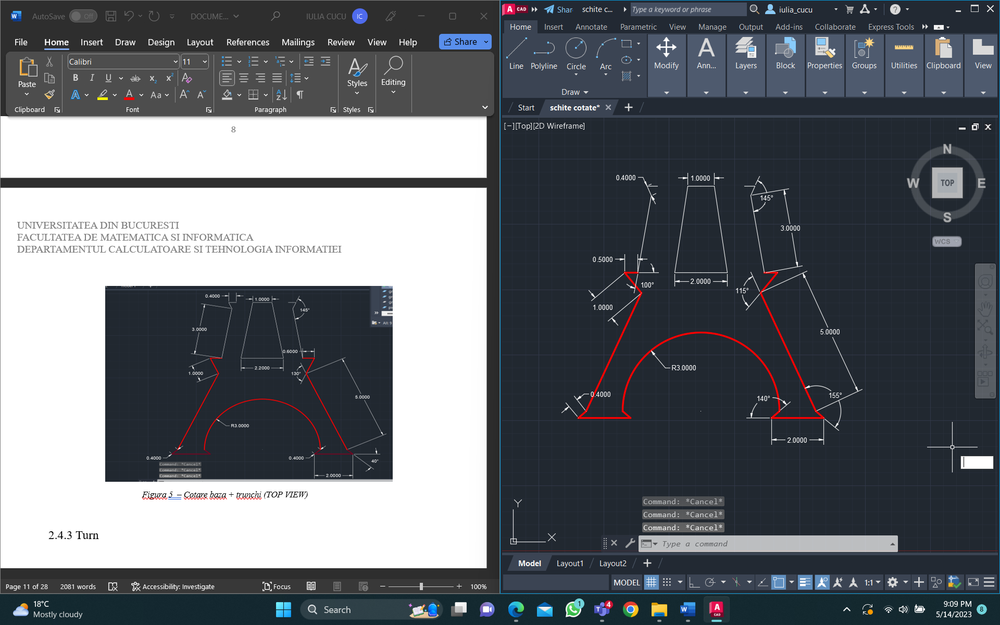 AutoSave Off DOCUME... IULIA CUCU IC
File Home Insert Draw Design Layout References Mailings Review View Help Share
Paste Calibri 11
Styles Editing
Clipboard Font Paragraph Styles
8
UNIVERSITATEA DIN BUCURESTI
FACULTATEA DE MATEMATICA SI INFORMATICA
DEPARTAMENTUL CALCULATOARE SI TEHNOLOGIA INFORMATIEI
0.4000 1.0000
145°
3.0000
0.6000
2.2000
1.0000 130°
5.0000
R3.0000
0.4000 0.4000 40°
2.0000
Command: *Cancel*
Command: *Cancel*
Command: *Cancel*
Figura 5 – Cotare baza + trunchi (TOP VIEW)
2.4.3 Turn
Page 11 of 28 2081 words Accessibility: Investigate Focus 100%
A CAD Shar schite c... Type a keyword or phrase iulia_cucu
Home Insert Annotate Parametric View Manage Output Add-ins Collaborate Express Tools
Line Polyline Circle Arc Modify Ann... Layers Block Properties Groups Utilities Clipboard View
Draw
Start schite cotate*
[−][Top][2D Wireframe]
N
W TOP E
S
WCS
0.4000 1.0000
145°
3.0000
0.5000
2.0000
100°
115°
1.0000
5.0000
R3.0000
0.4000 140° 155°
2.0000
Y
X
Command: *Cancel*
Command: *Cancel*
Command: *Cancel*
Type a command
Model Layout1 Layout2
MODEL 1:1
18°C
Mostly cloudy
Search
1
4
9:09 PM
5/14/2023
8